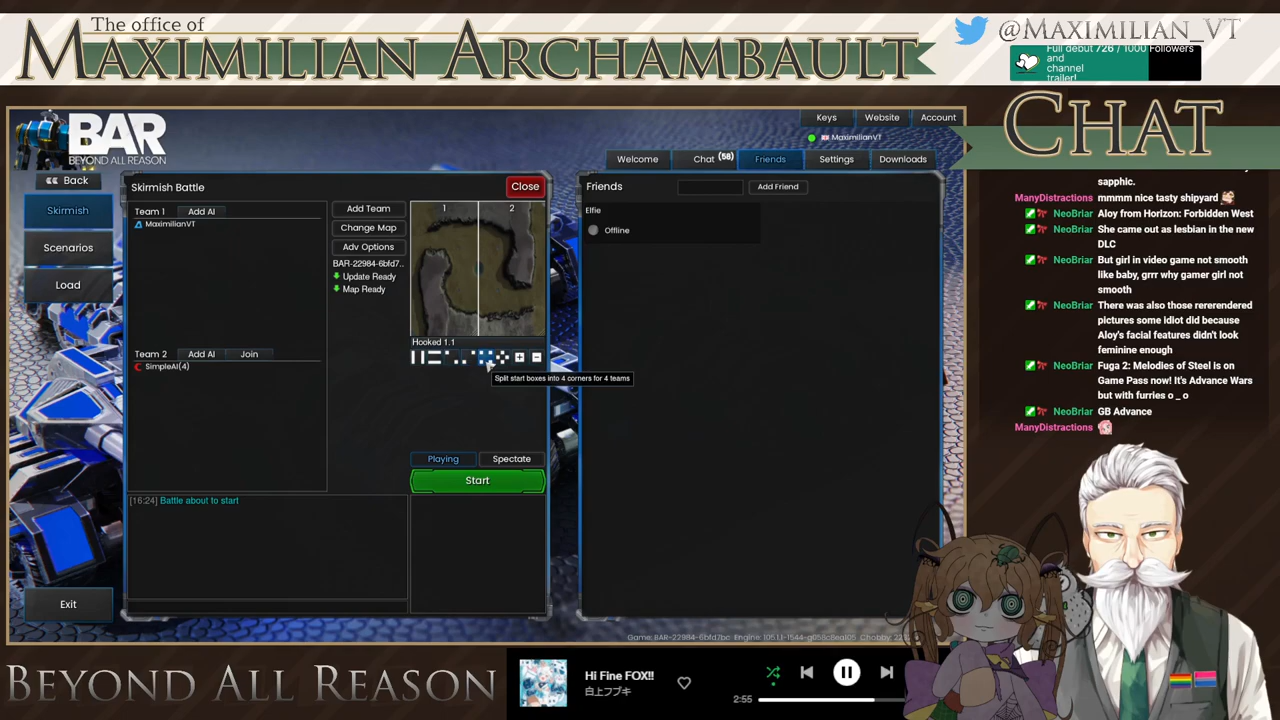 The office of
MAXIMILIAN ARCHAMBAULT
@MAXIMILIAN_VT
Full debut 726 / 1000 Followers
and
channel
trailer!
CHAT
BAR
BEYOND ALL REASON
Keys
Website
Account
MaximilianVT
Welcome
Chat (58)
Friends
Settings
Downloads
Back
Skirmish
Scenarios
Load
Exit
Skirmish Battle
Close
Team 1
Add AI
MaximilianVT
Team 2
Add AI
Join
SimpleAI(4)
Add Team
Change Map
Adv Options
BAR-22984-6bfd7..
Update Ready
Map Ready
1
2
Hooked 1.1
Split start boxes into 4 corners for 4 teams
Playing
Spectate
Start
[16:24] Battle about to start
Friends
Add Friend
Elfie
Offline
sapphic.
ManyDistractions mmmm nice tasty shipyard
NeoBriar Aloy from Horizon: Forbidden West
NeoBriar She came out as lesbian in the new
DLC
NeoBriar But girl in video game not smooth
like baby, grrr why gamer girl not
smooth
NeoBriar There was also those rerendered
pictures some idiot did because
Aloy's facial features didn't look
feminine enough
NeoBriar Fuga 2: Melodies of Steel is on
Game Pass now! It's Advance Wars
but with furries o _ o
NeoBriar GB Advance
ManyDistractions
BEYOND ALL REASON
Hi Fine FOX!!
白上フブキ
2:55